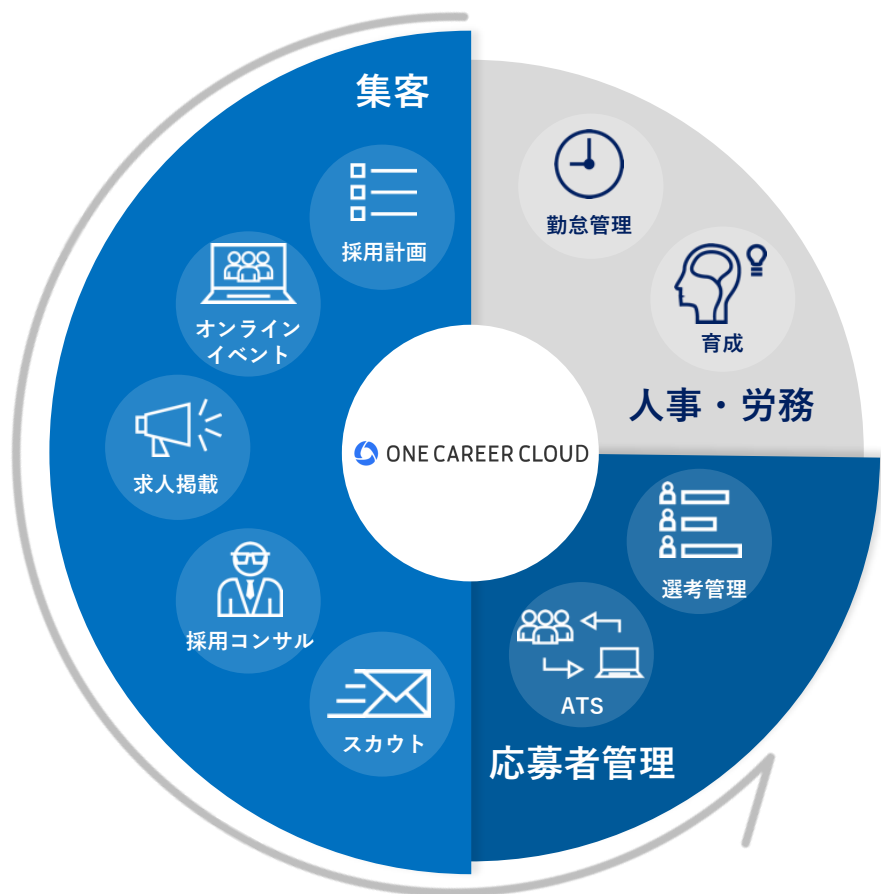 集客
採用計画
オンライン
イベント
求人掲載
採用コンサル
スカウト
勤怠管理
育成
人事・労務
ONE CAREER CLOUD
選考管理
ATS
応募者管理